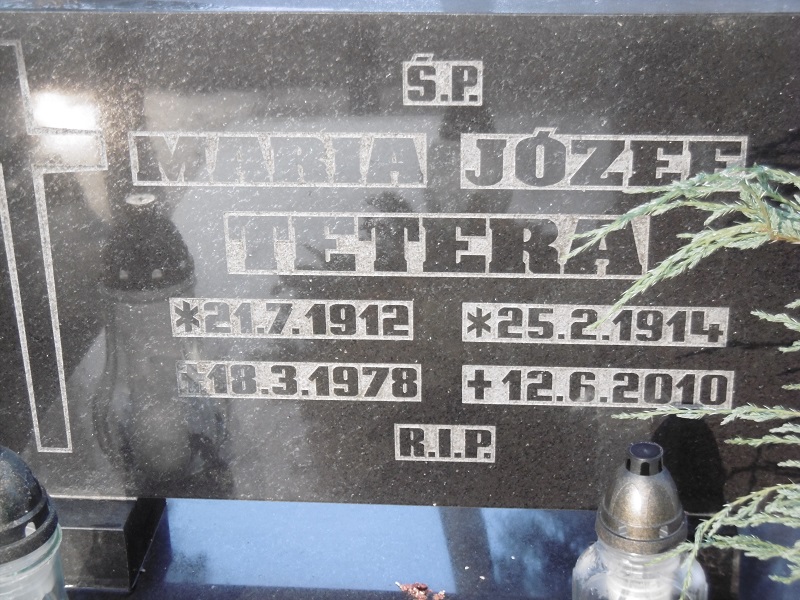 Ś.P.
MARIA JÓZEF
TETERA
*21.7.1912 *25.2.1914
✝18.3.1978 ✝12.6.2010
R.I.P.